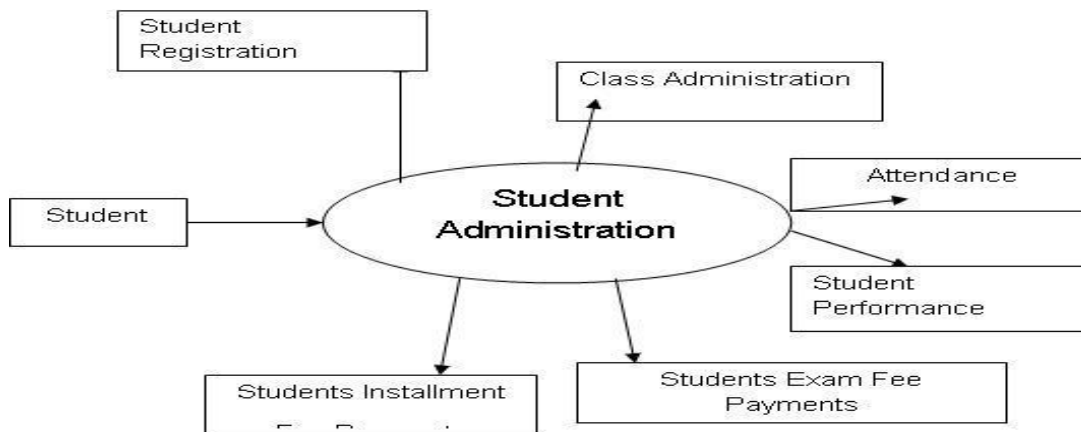 Student
Registration
Class Administration
Attendance
Student
Student
Administration
Student
Performance
Students Exam Fee
Payments
Students Installment